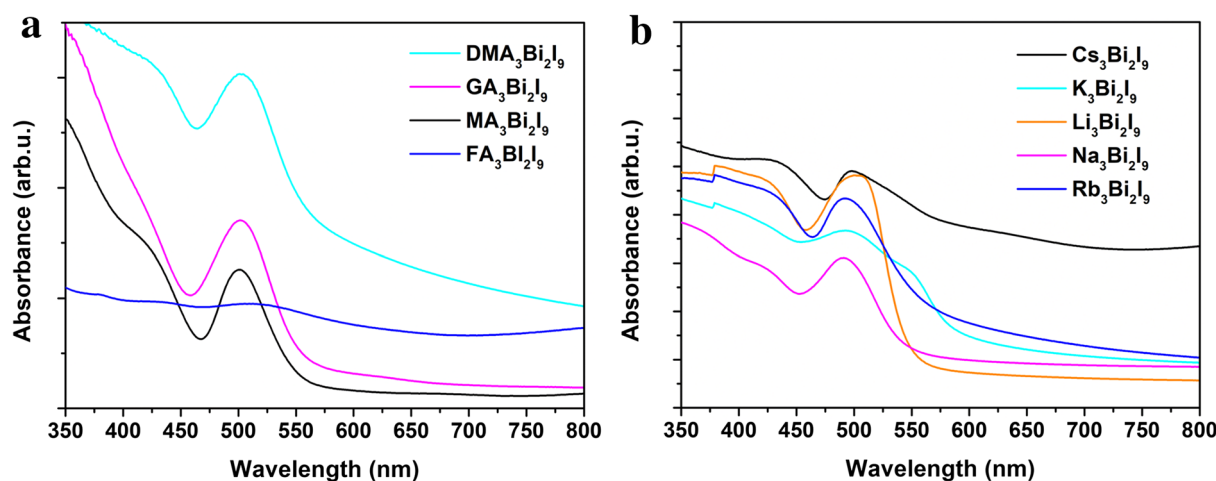 a
DMA₃Bi₂I₉
GA₃Bi₂I₉
MA₃Bi₂I₉
FA₃BI₂I₉
Absorbance (arb.u.)
350 400 450 500 550 600 650 700 750 800
Wavelength (nm)
b
Cs₃Bi₂I₉
K₃Bi₂I₉
Li₃Bi₂I₉
Na₃Bi₂I₉
Rb₃Bi₂I₉
Absorbance (arb.u.)
350 400 450 500 550 600 650 700 750 800
Wavelength (nm)